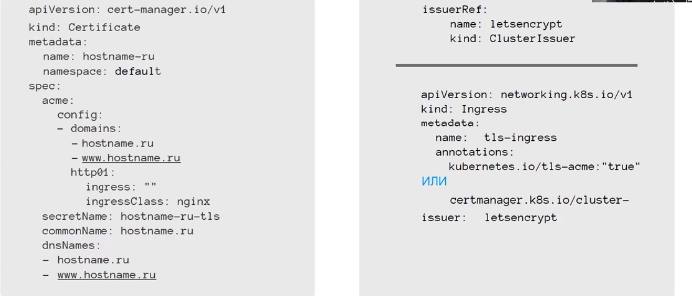 apiVersion: cert-manager.io/v1
kind: Certificate
metadata:
name: hostname-ru
namespace: default
spec:
acme:
config:
- domains:
- hostname.ru
- www.hostname.ru
http01:
ingress: ""
ingressClass: nginx
secretName: hostname-ru-tls
commonName: hostname.ru
dnsNames:
- hostname.ru
- www.hostname.ru
issuerRef:
name: letsencrypt
kind: ClusterIssuer
apiVersion: networking.k8s.io/v1
kind: Ingress
metadata:
name: tls-ingress
annotations:
kubernetes.io/tls-acme:"true"
ИЛИ
certmanager.k8s.io/cluster-
issuer: letsencrypt